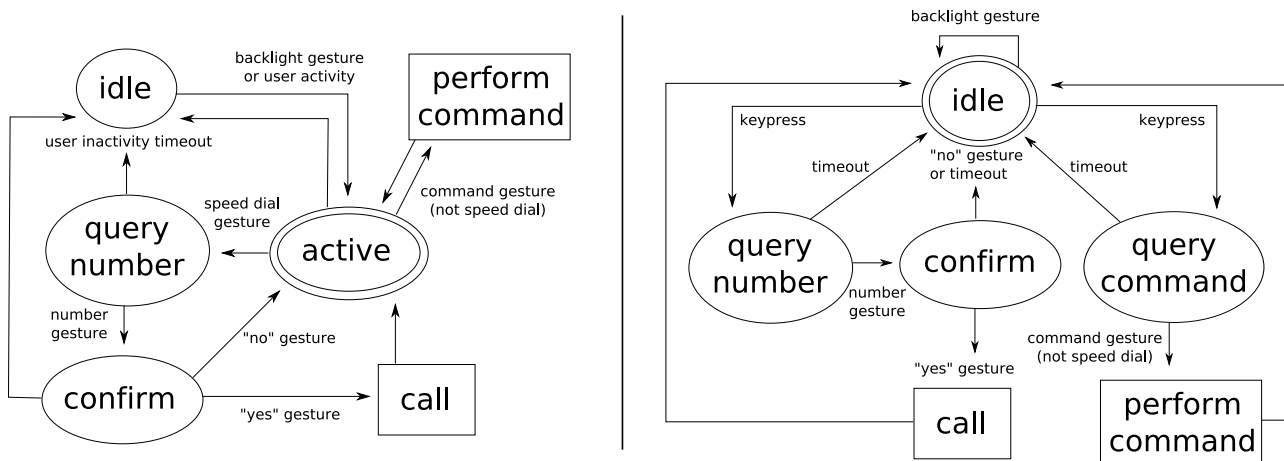 idle
backlight gesture
or user activity
perform
command
user inactivity timeout
command gesture
(not speed dial)
speed dial
gesture
query
number
active
number
gesture
"no" gesture
confirm
"yes" gesture
call
backlight gesture
idle
keypress
keypress
timeout
"no" gesture
or timeout
timeout
query
number
confirm
query
command
number
gesture
command gesture
(not speed dial)
"yes" gesture
call
perform
command